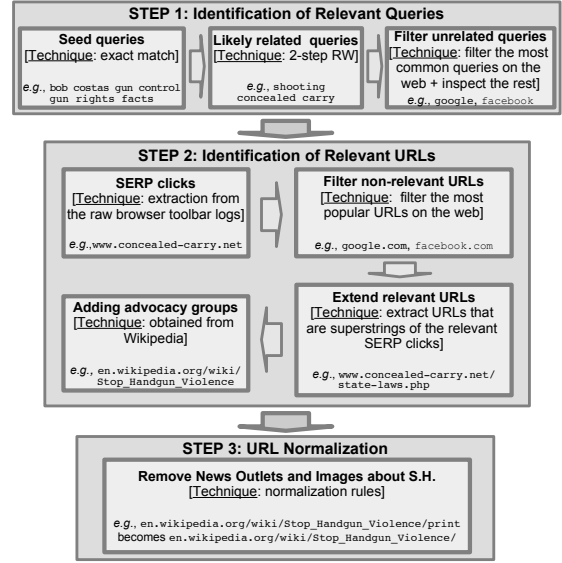 STEP 1: Identification of Relevant Queries
Seed queries
[Technique: exact match]
e.g., bob costas gun control
gun rights facts
Likely related queries
[Technique: 2-step RW]
e.g., shooting
concealed carry
Filter unrelated queries
[Technique: filter the most
common queries on the
web + inspect the rest]
e.g., google, facebook
STEP 2: Identification of Relevant URLs
SERP clicks
[Technique: extraction from
the raw browser toolbar logs]
e.g.,www.concealed-carry.net
Filter non-relevant URLs
[Technique: filter the most
popular URLs on the web]
e.g., google.com, facebook.com
Extend relevant URLs
[Technique: extract URLs that
are superstrings of the relevant
SERP clicks]
e.g., www.concealed-carry.net/
state-laws.php
Adding advocacy groups
[Technique: obtained from
Wikipedia]
e.g., en.wikipedia.org/wiki/
Stop_Handgun_Violence
STEP 3: URL Normalization
Remove News Outlets and Images about S.H.
[Technique: normalization rules]
e.g., en.wikipedia.org/wiki/Stop_Handgun_Violence/print
becomes en.wikipedia.org/wiki/Stop_Handgun_Violence/